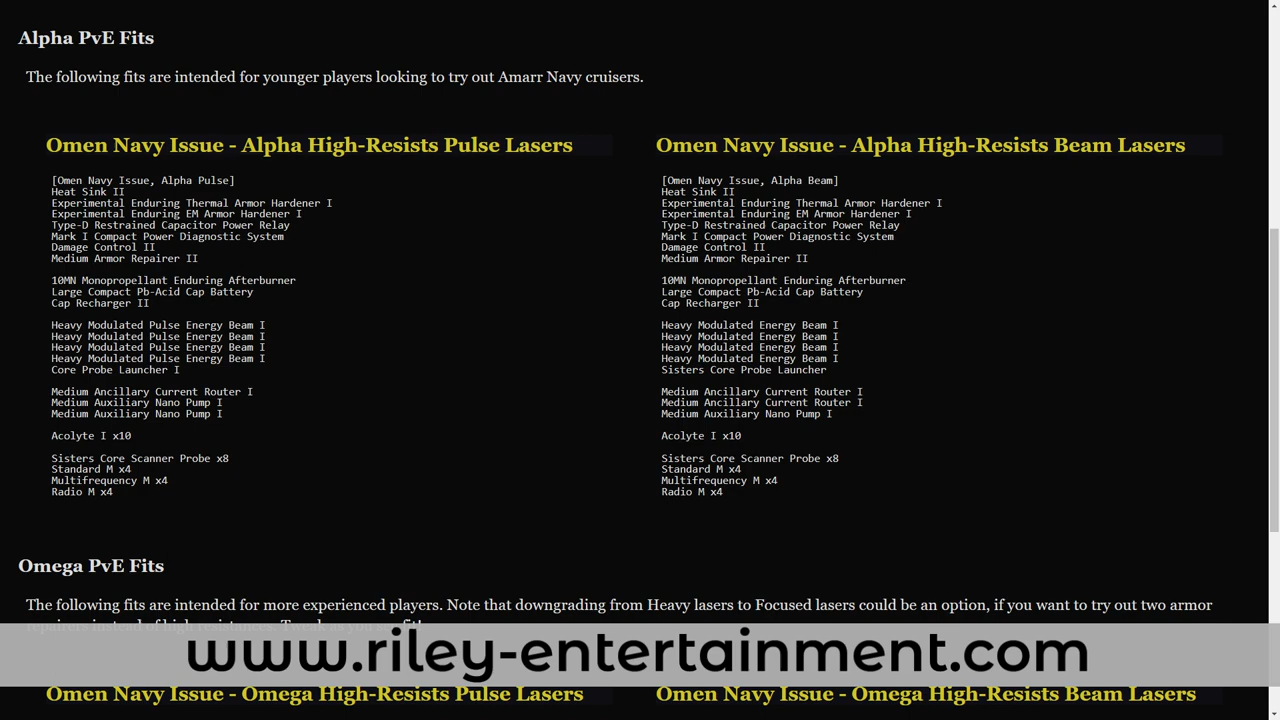 Alpha PvE Fits
The following fits are intended for younger players looking to try out Amarr Navy cruisers.
Omen Navy Issue - Alpha High-Resists Pulse Lasers
[Omen Navy Issue, Alpha Pulse]
Heat Sink II
Experimental Enduring Thermal Armor Hardener I
Experimental Enduring EM Armor Hardener I
Type-D Restrained Capacitor Power Relay
Mark I Compact Power Diagnostic System
Damage Control II
Medium Armor Repairer II
10MN Monopropellant Enduring Afterburner
Large Compact Pb-Acid Cap Battery
Cap Recharger II
Heavy Modulated Pulse Energy Beam I
Heavy Modulated Pulse Energy Beam I
Heavy Modulated Pulse Energy Beam I
Heavy Modulated Pulse Energy Beam I
Core Probe Launcher I
Medium Ancillary Current Router I
Medium Auxiliary Nano Pump I
Medium Auxiliary Nano Pump I
Acolyte I x10
Sisters Core Scanner Probe x8
Standard M x4
Multifrequency M x4
Radio M x4
Omen Navy Issue - Alpha High-Resists Beam Lasers
[Omen Navy Issue, Alpha Beam]
Heat Sink II
Experimental Enduring Thermal Armor Hardener I
Experimental Enduring EM Armor Hardener I
Type-D Restrained Capacitor Power Relay
Mark I Compact Power Diagnostic System
Damage Control II
Medium Armor Repairer II
10MN Monopropellant Enduring Afterburner
Large Compact Pb-Acid Cap Battery
Cap Recharger II
Heavy Modulated Energy Beam I
Heavy Modulated Energy Beam I
Heavy Modulated Energy Beam I
Heavy Modulated Energy Beam I
Sisters Core Probe Launcher
Medium Ancillary Current Router I
Medium Ancillary Current Router I
Medium Auxiliary Nano Pump I
Acolyte I x10
Sisters Core Scanner Probe x8
Standard M x4
Multifrequency M x4
Radio M x4
Omega PvE Fits
The following fits are intended for more experienced players. Note that downgrading from Heavy lasers to Focused lasers could be an option, if you want to try out two armor
repairers instead of high resistances. Tweak as you see fit!
www.riley-entertainment.com
Omen Navy Issue - Omega High-Resists Pulse Lasers
Omen Navy Issue - Omega High-Resists Beam Lasers